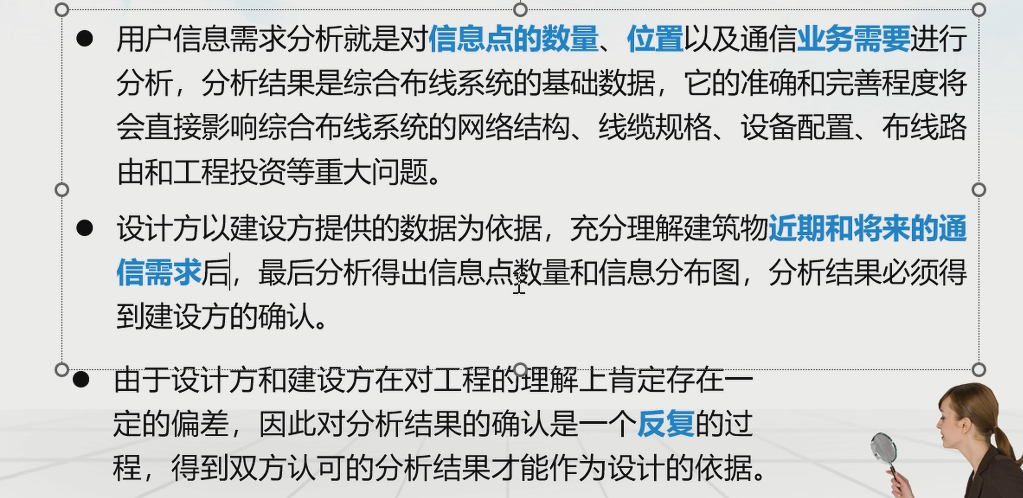 ● 用户信息需求分析就是对信息点的数量、位置以及通信业务需要进行
分析，分析结果是综合布线系统的基础数据，它的准确和完善程度将
会直接影响综合布线系统的网络结构、线缆规格、设备配置、布线路
由和工程投资等重大问题。
● 设计方以建设方提供的数据为依据，充分理解建筑物近期和将来的通
信需求后，最后分析得出信息点数量和信息分布图，分析结果必须得
到建设方的确认。
● 由于设计方和建设方在对工程的理解上肯定存在一
定的偏差，因此对分析结果的确认是一个反复的过
程，得到双方认可的分析结果才能作为设计的依据。